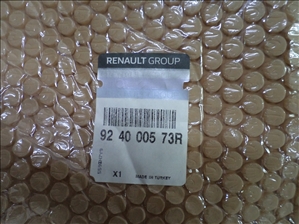 RENAULT GROUP
92 40 005 73R
X1 MADE IN TURKEY